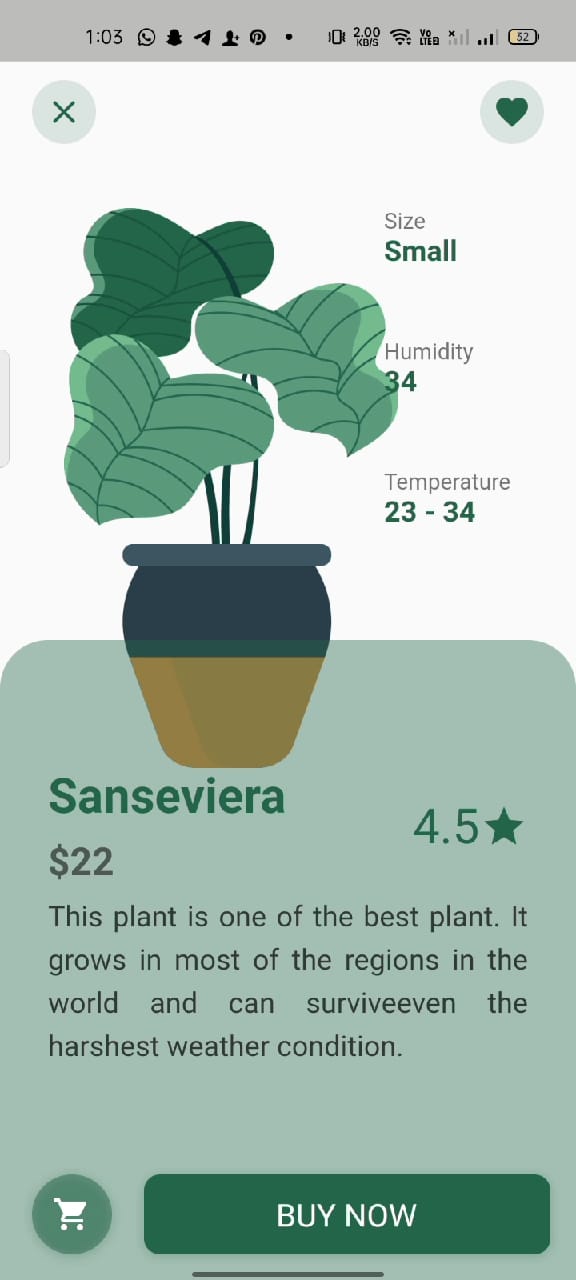 1:03
2.00
KB/S
VO
LTE2
52
Size
Small
Humidity
34
Temperature
23 - 34
Sanseviera
4.5
$22
This plant is one of the best plant. It
grows in most of the regions in the
world and can surviveeven the
harshest weather condition.
BUY NOW